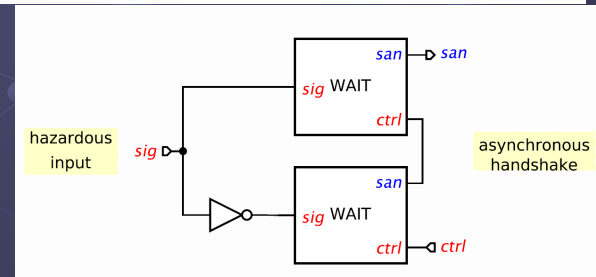 san
san
sig WAIT
ctrl
hazardous
input
sig
asynchronous
handshake
san
sig WAIT
ctrl
ctrl